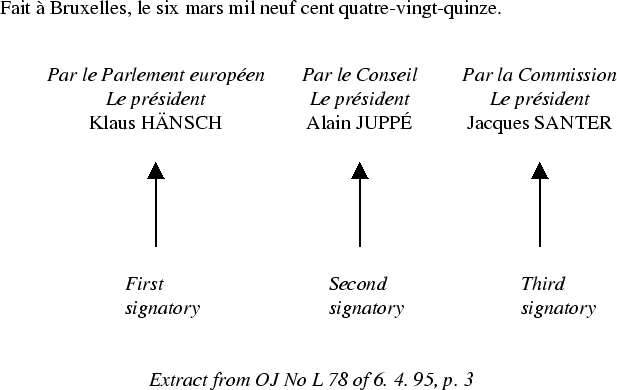 Fait à Bruxelles, le six mars mil neuf cent quatre-vingt-quinze.
Par le Parlement européen
Le président
Klaus HÄNSCH
Par le Conseil
Le président
Alain JUPPÉ
Par la Commission
Le président
Jacques SANTER
First
signatory
Second
signatory
Third
signatory
Extract from OJ No L 78 of 6. 4. 95, p. 3